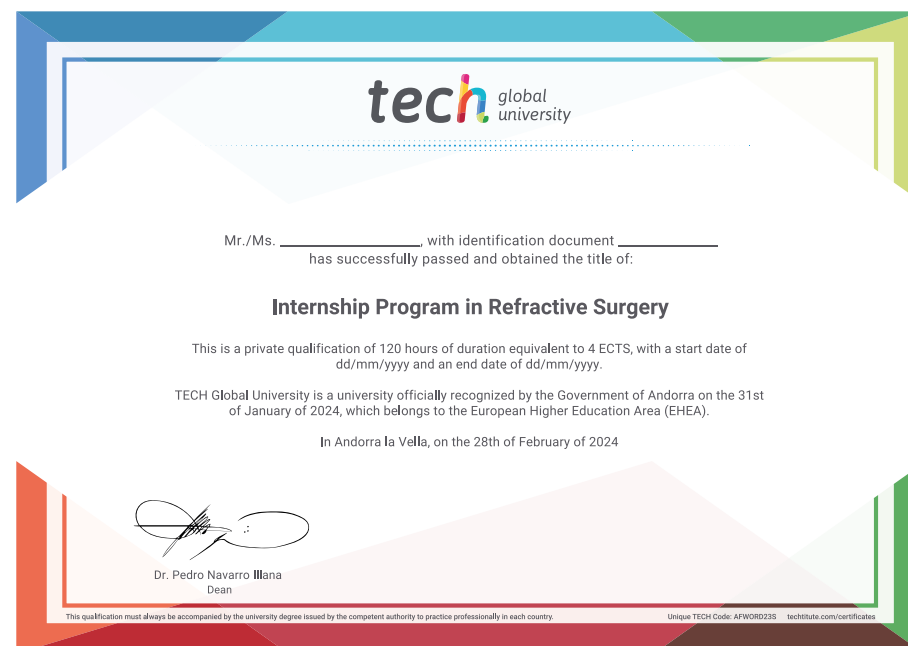 tech global university
Mr./Ms. ____________________, with identification document ______________
has successfully passed and obtained the title of:
Internship Program in Refractive Surgery
This is a private qualification of 120 hours of duration equivalent to 4 ECTS, with a start date of
dd/mm/yyyy and an end date of dd/mm/yyyy.
TECH Global University is a university officially recognized by the Government of Andorra on the 31st
of January of 2024, which belongs to the European Higher Education Area (EHEA).
In Andorra la Vella, on the 28th of February of 2024
Dr. Pedro Navarro Illana
Dean
This qualification must always be accompanied by the university degree issued by the competent authority to practice professionally in each country.
Unique TECH Code: AFWORD23S techtitute.com/certificates